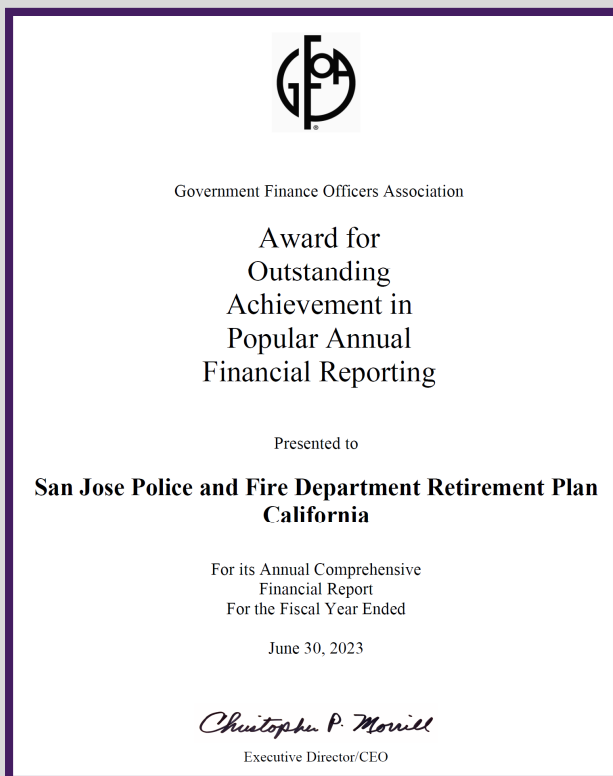 GFOA
®
Government Finance Officers Association
Award for
Outstanding
Achievement in
Popular Annual
Financial Reporting
Presented to
San Jose Police and Fire Department Retirement Plan
California
For its Annual Comprehensive
Financial Report
For the Fiscal Year Ended
June 30, 2023
Christopher P. Morrill
Executive Director/CEO